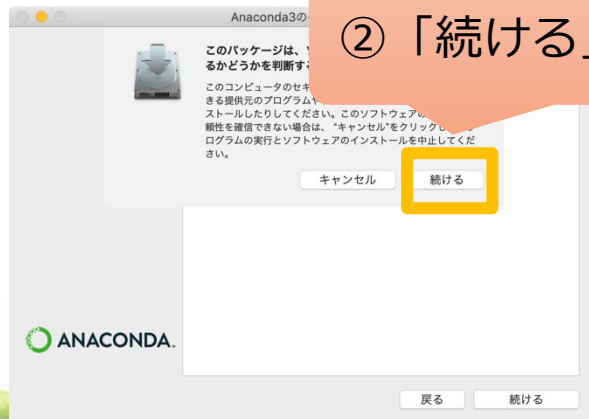 Anaconda3の
②「続ける」
このパッケージは、
るかどうかを判断す
このコンピュータのセキ
きる提供元のプログラムや
ストールしたりしてください。このソフトウェアの
頼性を確信できない場合は、"キャンセル"をクリックし
ログラムの実行とソフトウェアのインストールを中止してくだ
さい。
キャンセル
続ける
ANACONDA.
戻る
続ける